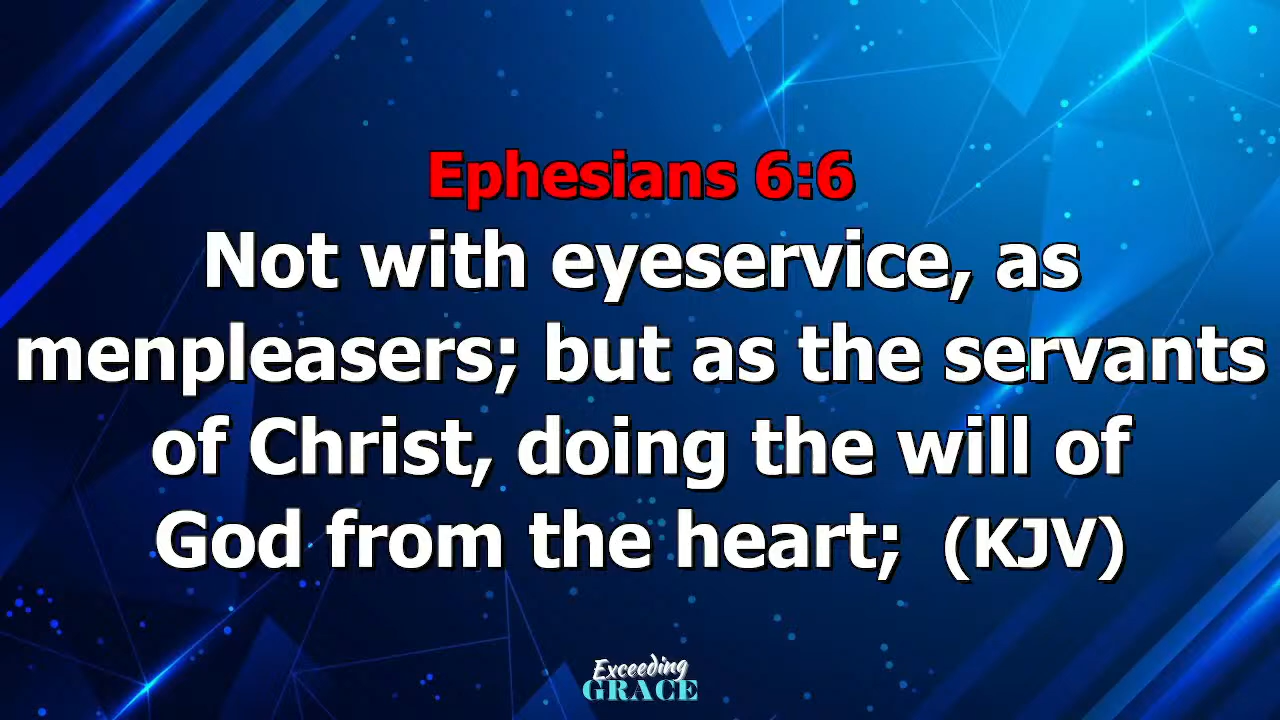 Ephesians 6:6
Not with eyeservice, as
menpleasers; but as the servants
of Christ, doing the will of
God from the heart; (KJV)
Exceeding
GRACE